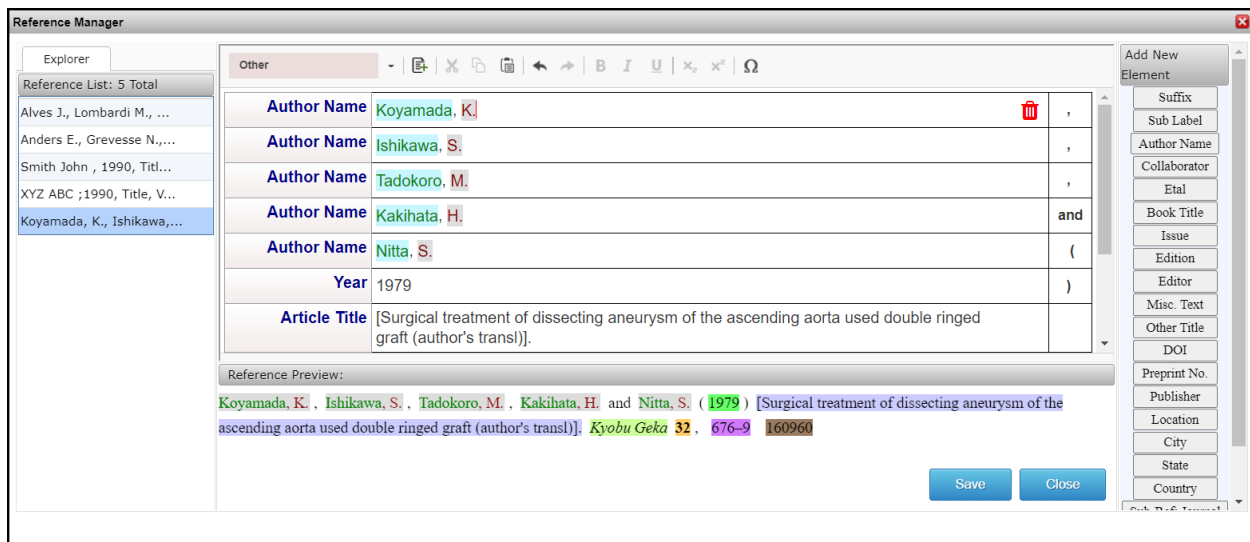 Reference Manager
Explorer
Reference List: 5 Total
Alves J., Lombardi M., ...
Anders E., Grevesse N.,...
Smith John , 1990, Titl...
XYZ ABC ;1990, Title, V...
Koyamada, K., Ishikawa,...
Other
B I U x₂ x² Ω
Author Name Koyamada, K. ,
Author Name Ishikawa, S. ,
Author Name Tadokoro, M. ,
Author Name Kakihata, H. and
Author Name Nitta, S. (
Year 1979 )
Article Title [Surgical treatment of dissecting aneurysm of the ascending aorta used double ringed
graft (author's transl)].
Reference Preview:
Koyamada, K. , Ishikawa, S. , Tadokoro, M. , Kakihata, H. and Nitta, S. ( 1979 ) [Surgical treatment of dissecting aneurysm of the
ascending aorta used double ringed graft (author's transl)]. Kyobu Geka 32 , 676–9 160960
Save Close
Add New
Element
Suffix
Sub Label
Author Name
Collaborator
Etal
Book Title
Issue
Edition
Editor
Misc. Text
Other Title
DOI
Preprint No.
Publisher
Location
City
State
Country